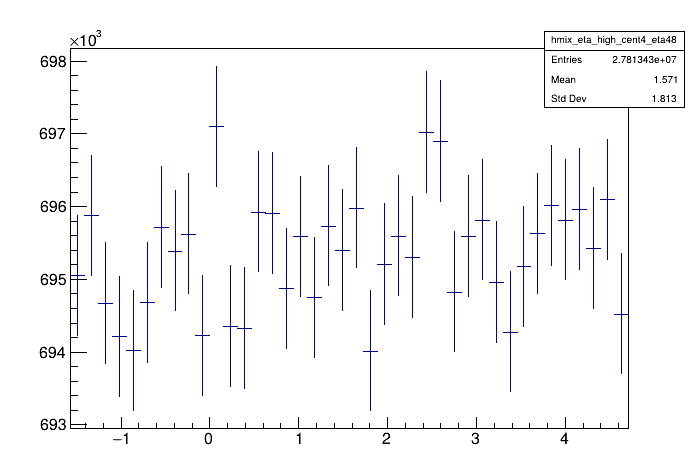 ×10³
hmix_eta_high_cent4_eta48
Entries 2.781343e+07
Mean 1.571
Std Dev 1.813
698
697
696
695
694
693
−1 0 1 2 3 4